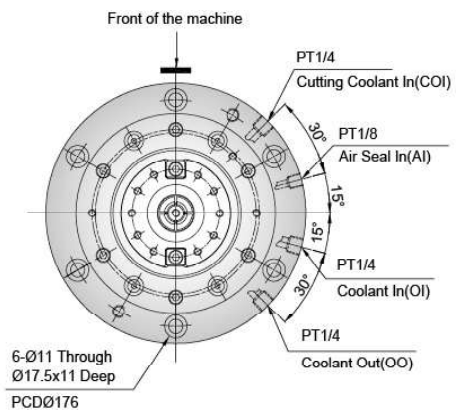 Front of the machine
PT1/4
Cutting Coolant In(COI)
30°
PT1/8
Air Seal In(AI)
15°
15°
PT1/4
Coolant In(OI)
30°
PT1/4
Coolant Out(OO)
6-Ø11 Through
Ø17.5x11 Deep
PCDØ176